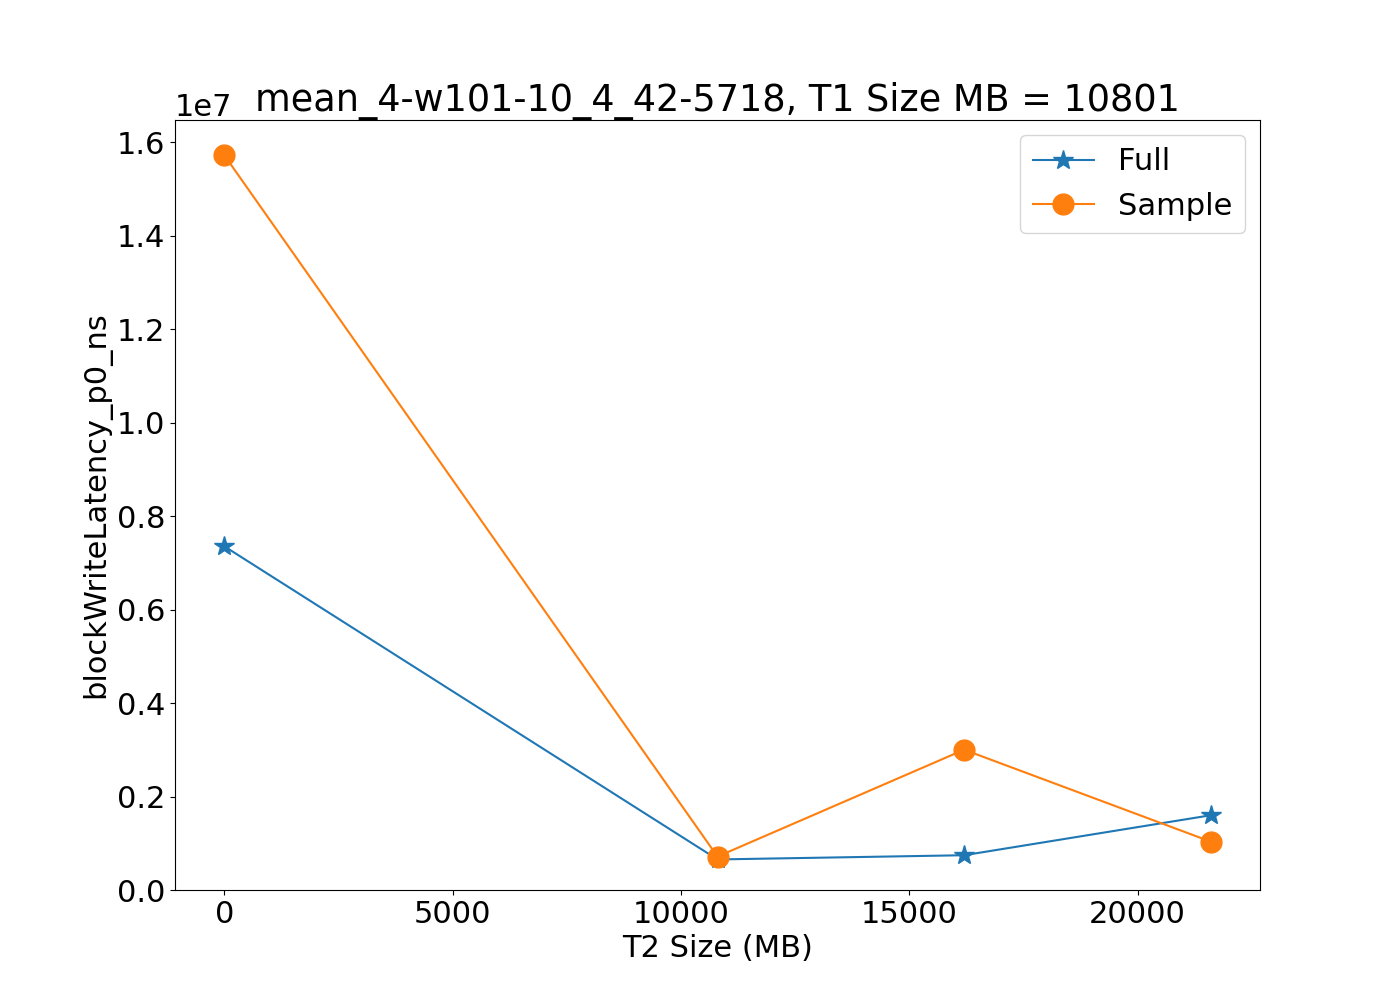 1e7
mean_4-w101-10_4_42-5718, T1 Size MB = 10801
1.6
1.4
1.2
1.0
0.8
0.6
0.4
0.2
0.0
blockWriteLatency_p0_ns
Full
Sample
0 5000 10000 15000 20000
T2 Size (MB)